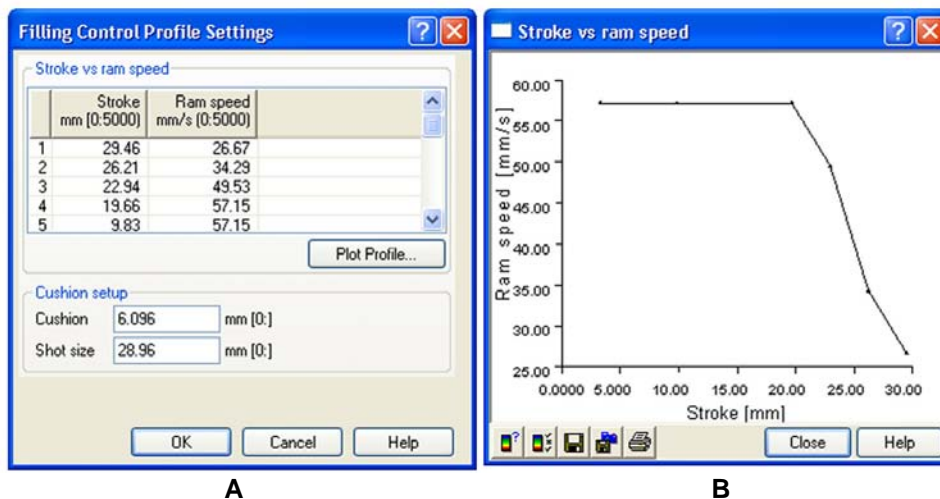 Filling Control Profile Settings
Stroke vs ram speed
Stroke Ram speed
mm [0:5000) mm/s (0:5000)
1 29.46 26.67
2 26.21 34.29
3 22.94 49.53
4 19.66 57.15
5 9.83 57.15
Plot Profile...
Cushion setup
Cushion 6.096 mm [0:]
Shot size 28.96 mm [0:]
OK Cancel Help
A
Stroke vs ram speed
Ram speed [mm/s]
60.00
55.00
50.00
45.00
40.00
35.00
30.00
25.00
0.0000 5.000 10.00 15.00 20.00 25.00 30.00
Stroke [mm]
Close Help
B